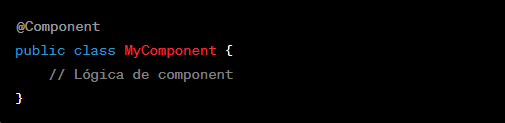 @Component
public class MyComponent {
    // Lógica de component
}